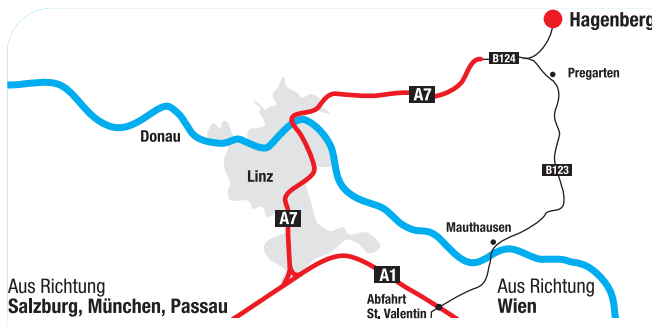 Hagenberg
B124
Pregarten
A7
Donau
B123
Linz
A7
Mauthausen
A1
Aus Richtung
Salzburg, München, Passau
Abfahrt
St. Valentin
Aus Richtung
Wien